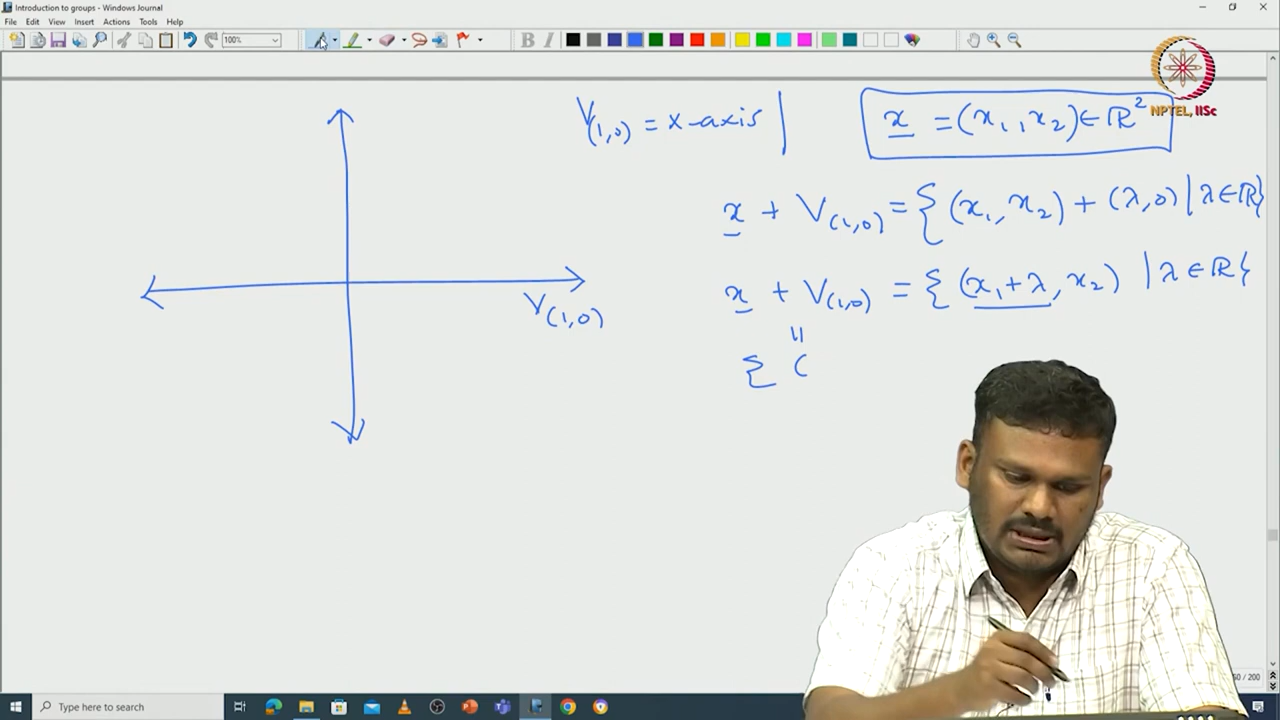 Introduction to groups - Windows Journal
File Edit View Insert Actions Tools Help
100%
NPTEL, IISc
V(1,0) = x-axis | x = (x₁, x₂) ∈ ℝ²
x + V(1,0) = { (x₁, x₂) + (λ, 0) | λ ∈ ℝ}
V(1,0)
x + V(1,0) = { (x₁ + λ, x₂) | λ ∈ ℝ}
=
{ (
/ 200
Type here to search